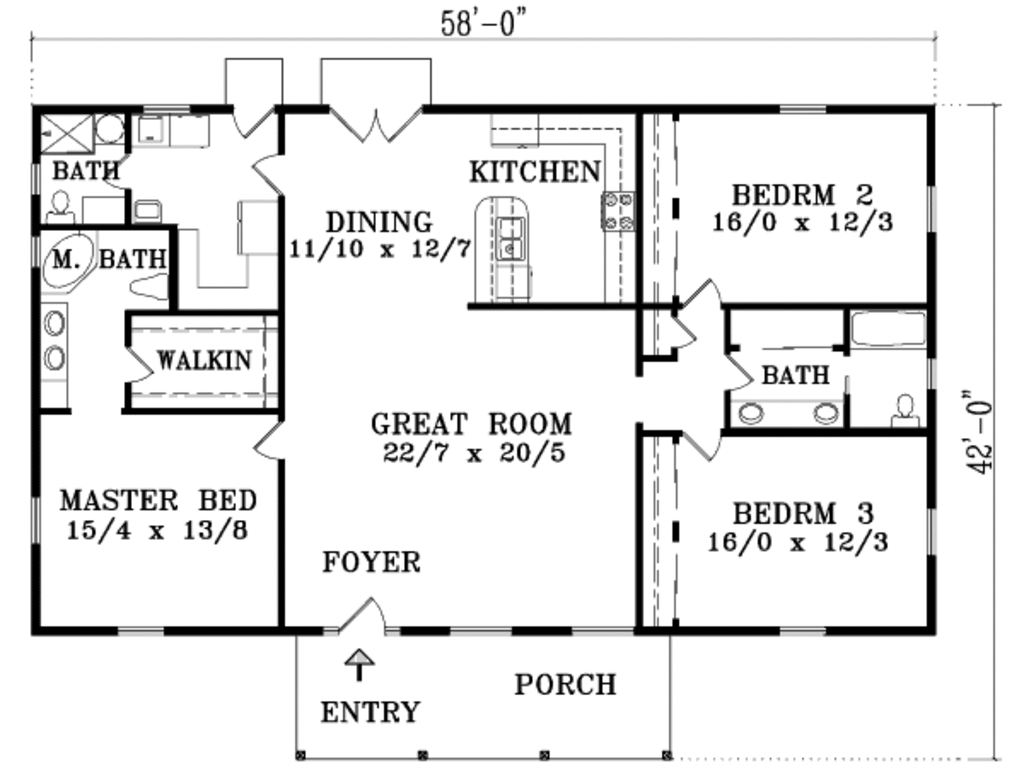 58'-0"
BATH
KITCHEN
BEDRM 2
16/0 x 12/3
DINING
11/10 x 12/7
M. BATH
WALKIN
BATH
GREAT ROOM
22/7 x 20/5
42'-0"
MASTER BED
15/4 x 13/8
BEDRM 3
16/0 x 12/3
FOYER
PORCH
ENTRY